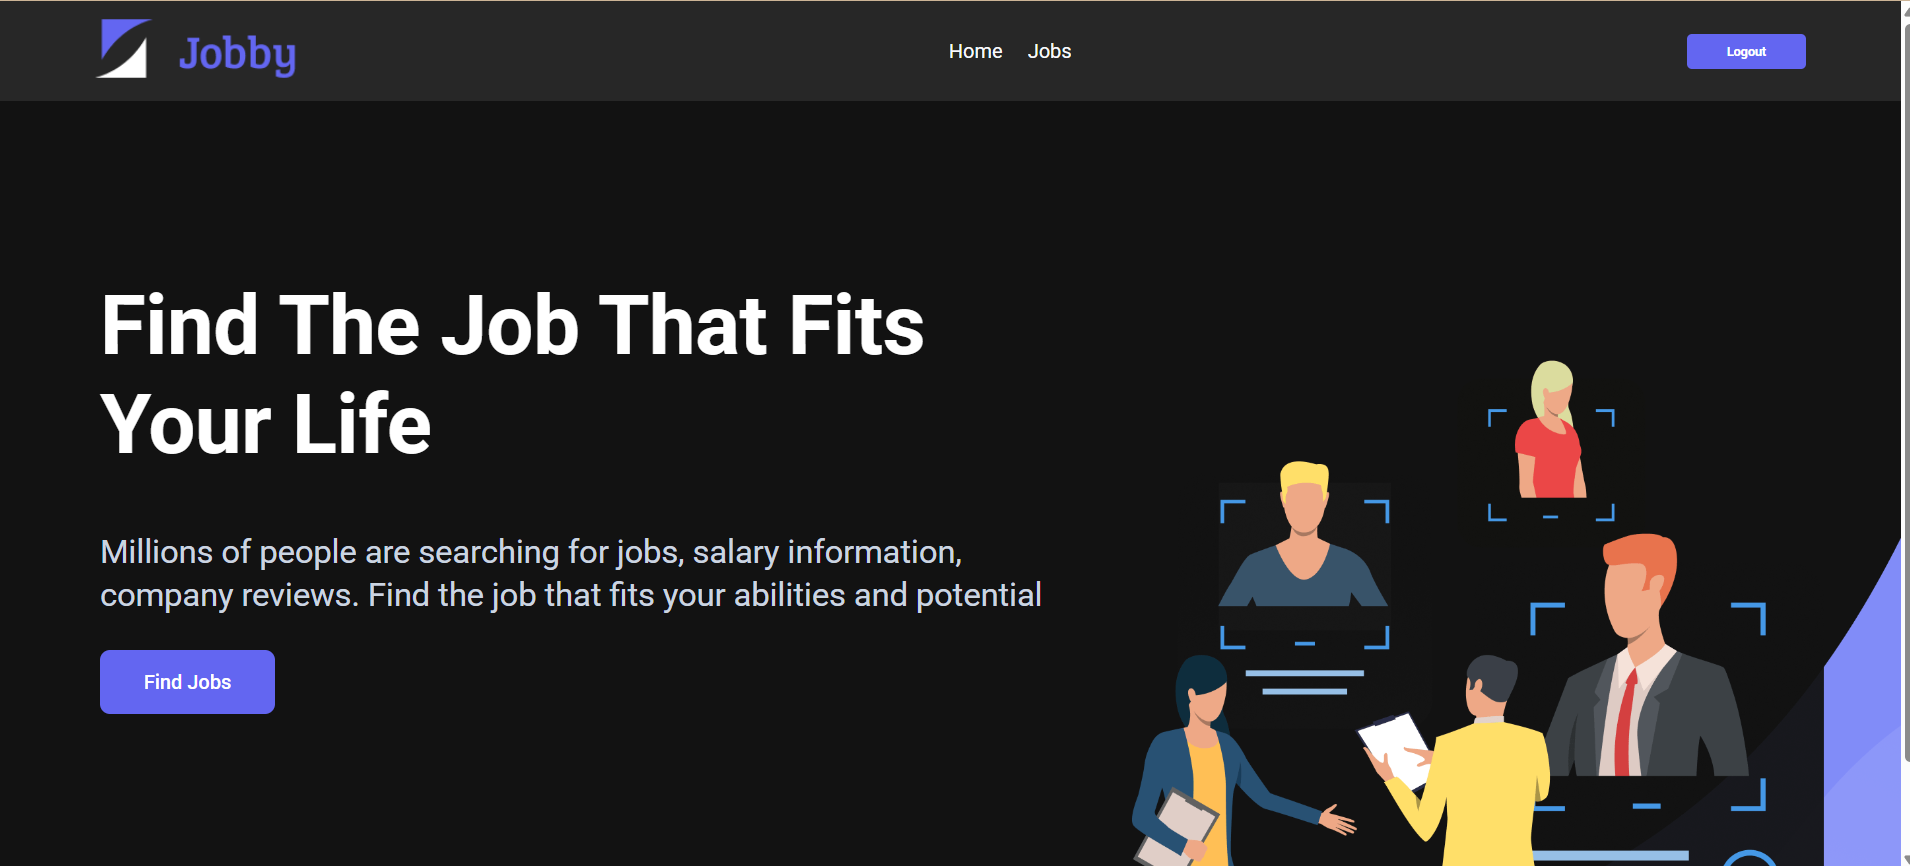 Jobby
Home Jobs
Logout
Find The Job That Fits
Your Life
Millions of people are searching for jobs, salary information,
company reviews. Find the job that fits your abilities and potential
Find Jobs